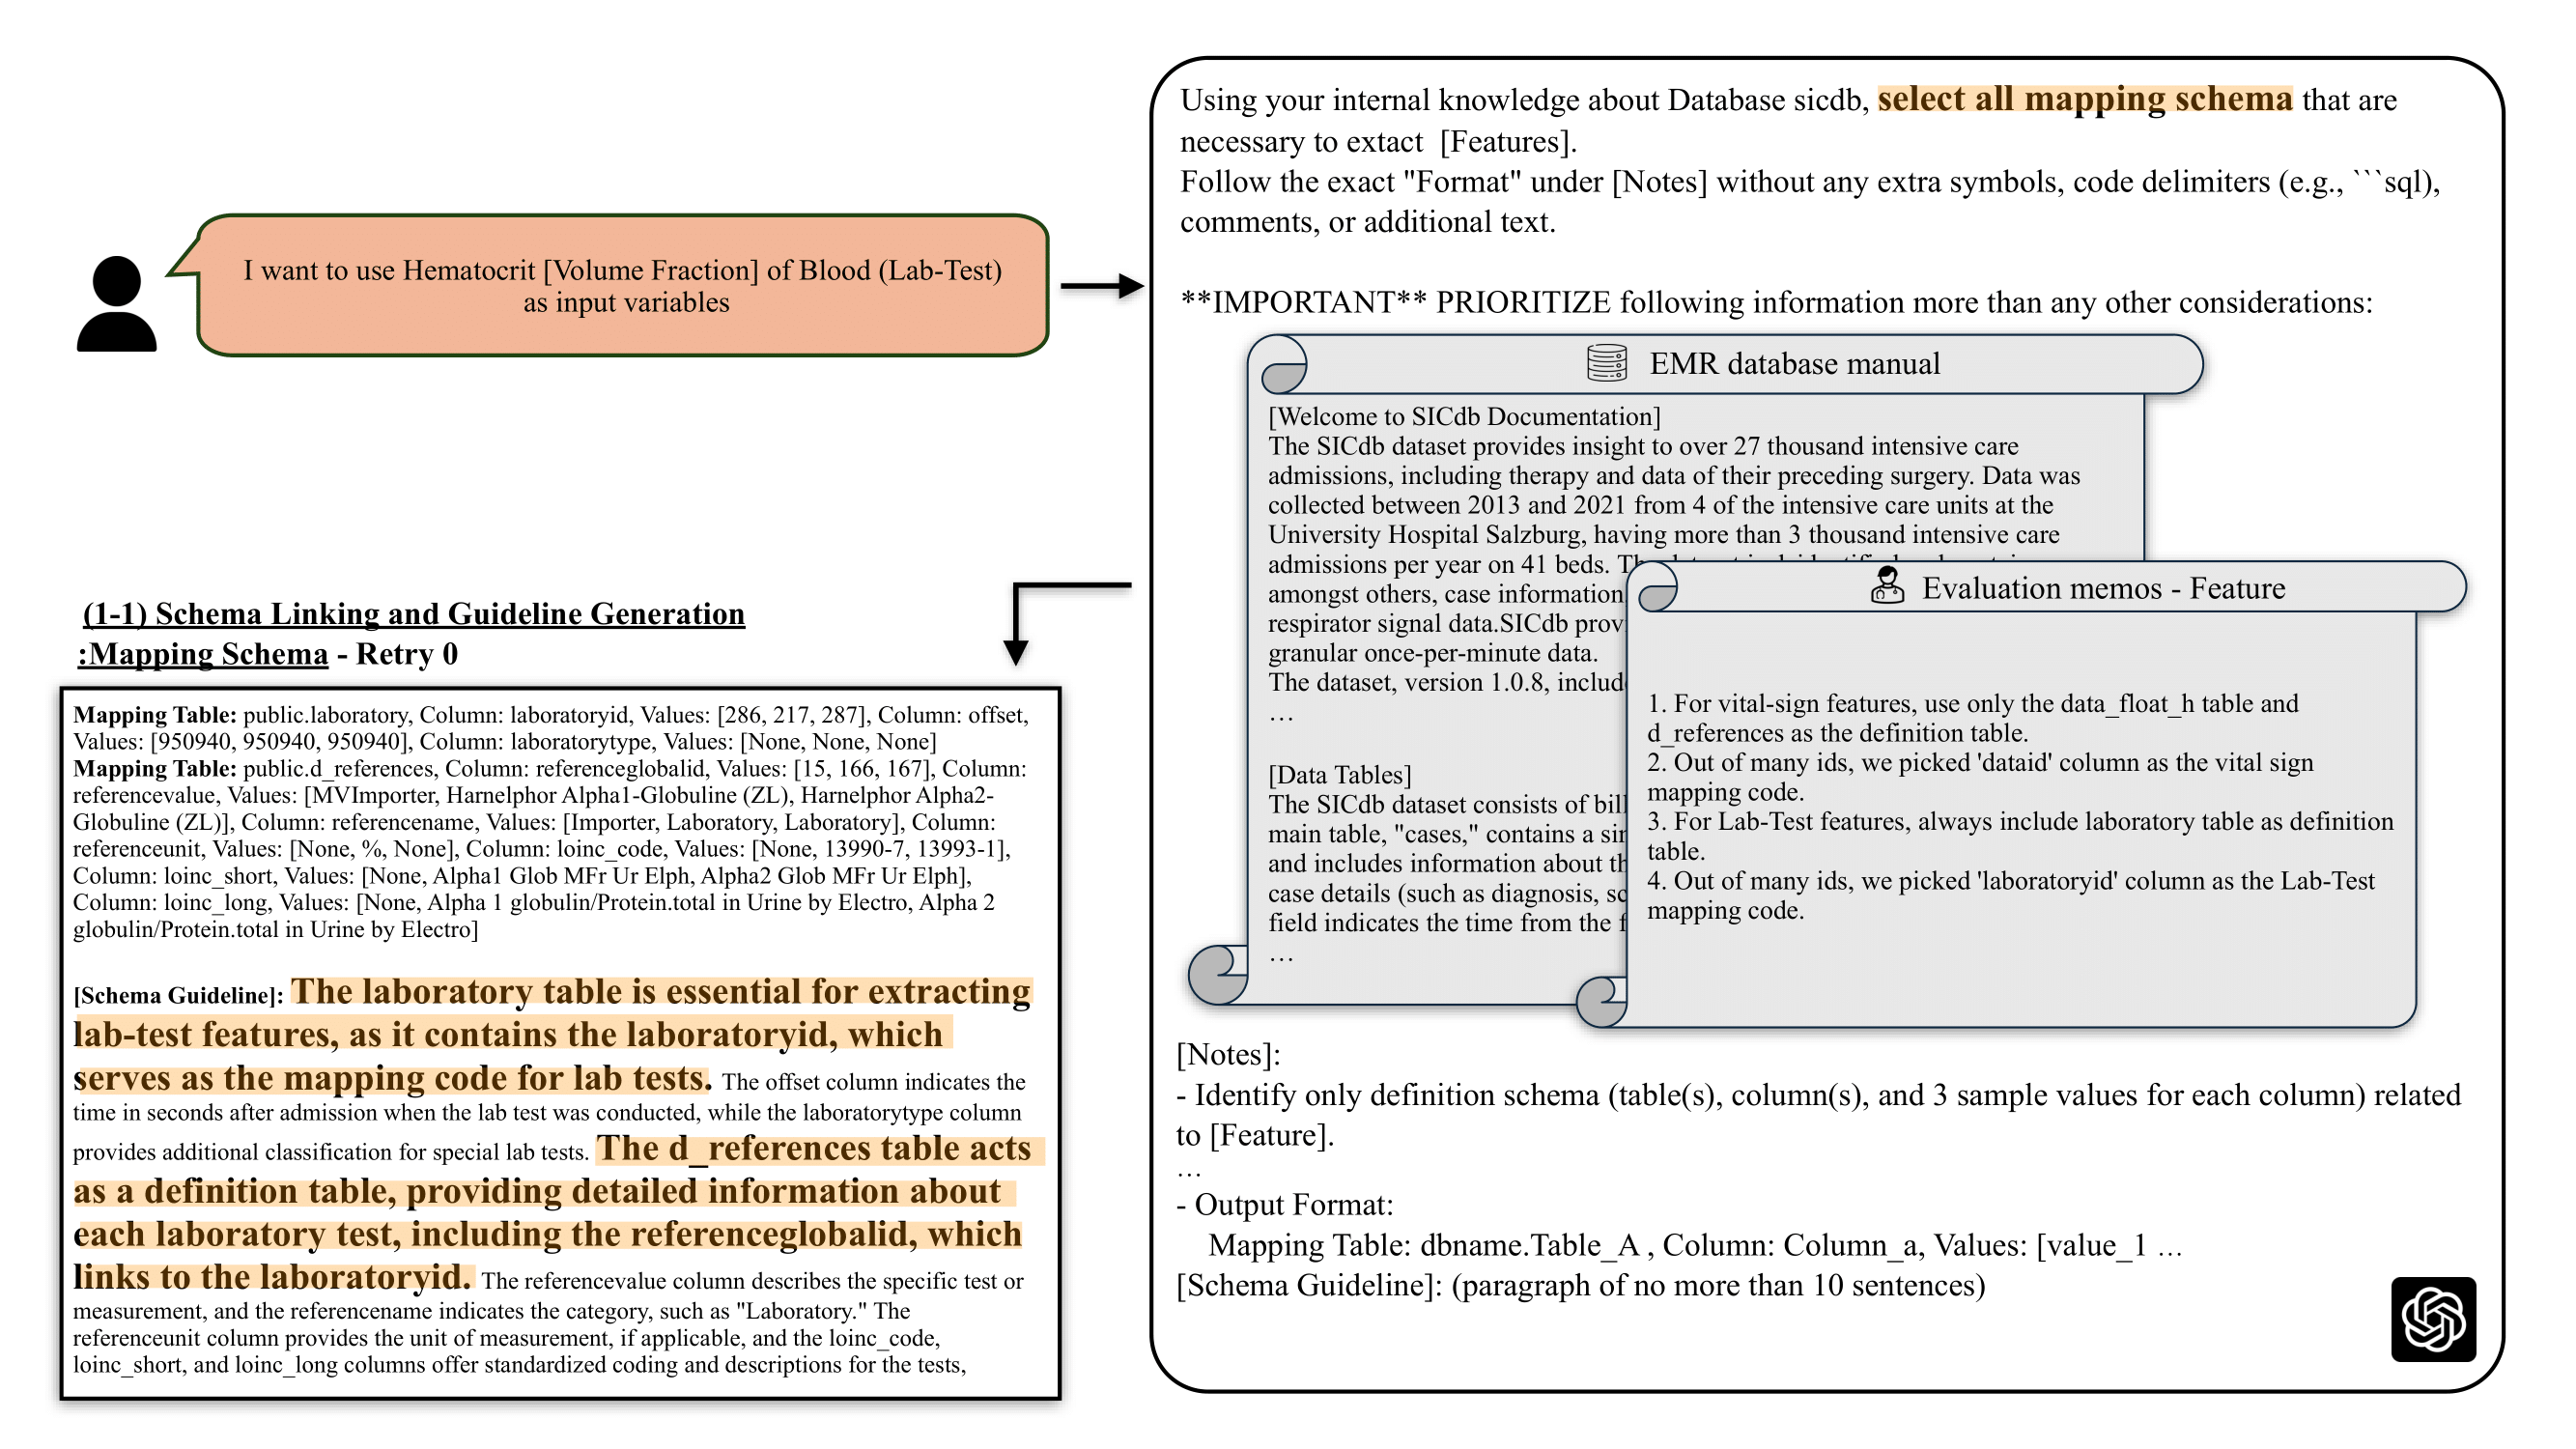 I want to use Hematocrit [Volume Fraction] of Blood (Lab-Test)
as input variables
Using your internal knowledge about Database sicdb, select all mapping schema that are
necessary to extact [Features].
Follow the exact "Format" under [Notes] without any extra symbols, code delimiters (e.g., ```sql),
comments, or additional text.
**IMPORTANT** PRIORITIZE following information more than any other considerations:
EMR database manual
[Welcome to SICdb Documentation]
The SICdb dataset provides insight to over 27 thousand intensive care
admissions, including therapy and data of their preceding surgery. Data was
collected between 2013 and 2021 from 4 of the intensive care units at the
University Hospital Salzburg, having more than 3 thousand intensive care
admissions per year on 41 beds.
amongst others, case information,
respirator signal data.SICdb prov
granular once-per-minute data.
The dataset, version 1.0.8, includ
…
[Data Tables]
The SICdb dataset consists of bil
main table, "cases," contains a sin
and includes information about th
case details (such as diagnosis, sc
field indicates the time from the f
…
Evaluation memos - Feature
1. For vital-sign features, use only the data_float_h table and
d_references as the definition table.
2. Out of many ids, we picked 'dataid' column as the vital sign
mapping code.
3. For Lab-Test features, always include laboratory table as definition
table.
4. Out of many ids, we picked 'laboratoryid' column as the Lab-Test
mapping code.
[Notes]:
- Identify only definition schema (table(s), column(s), and 3 sample values for each column) related
to [Feature].
…
- Output Format:
Mapping Table: dbname.Table_A , Column: Column_a, Values: [value_1 …
[Schema Guideline]: (paragraph of no more than 10 sentences)
(1-1) Schema Linking and Guideline Generation
:Mapping Schema - Retry 0
Mapping Table: public.laboratory, Column: laboratoryid, Values: [286, 217, 287], Column: offset,
Values: [950940, 950940, 950940], Column: laboratorytype, Values: [None, None, None]
Mapping Table: public.d_references, Column: referenceglobalid, Values: [15, 166, 167], Column:
referencevalue, Values: [MVImporter, Harnelphor Alpha1-Globuline (ZL), Harnelphor Alpha2-
Globuline (ZL)], Column: referencename, Values: [Importer, Laboratory, Laboratory], Column:
referenceunit, Values: [None, %, None], Column: loinc_code, Values: [None, 13990-7, 13993-1],
Column: loinc_short, Values: [None, Alpha1 Glob MFr Ur Elph, Alpha2 Glob MFr Ur Elph],
Column: loinc_long, Values: [None, Alpha 1 globulin/Protein.total in Urine by Electro, Alpha 2
globulin/Protein.total in Urine by Electro]
[Schema Guideline]: The laboratory table is essential for extracting
lab-test features, as it contains the laboratoryid, which
serves as the mapping code for lab tests. The offset column indicates the
time in seconds after admission when the lab test was conducted, while the laboratorytype column
provides additional classification for special lab tests. The d_references table acts
as a definition table, providing detailed information about
each laboratory test, including the referenceglobalid, which
links to the laboratoryid. The referencevalue column describes the specific test or
measurement, and the referencename indicates the category, such as "Laboratory." The
referenceunit column provides the unit of measurement, if applicable, and the loinc_code,
loinc_short, and loinc_long columns offer standardized coding and descriptions for the tests,